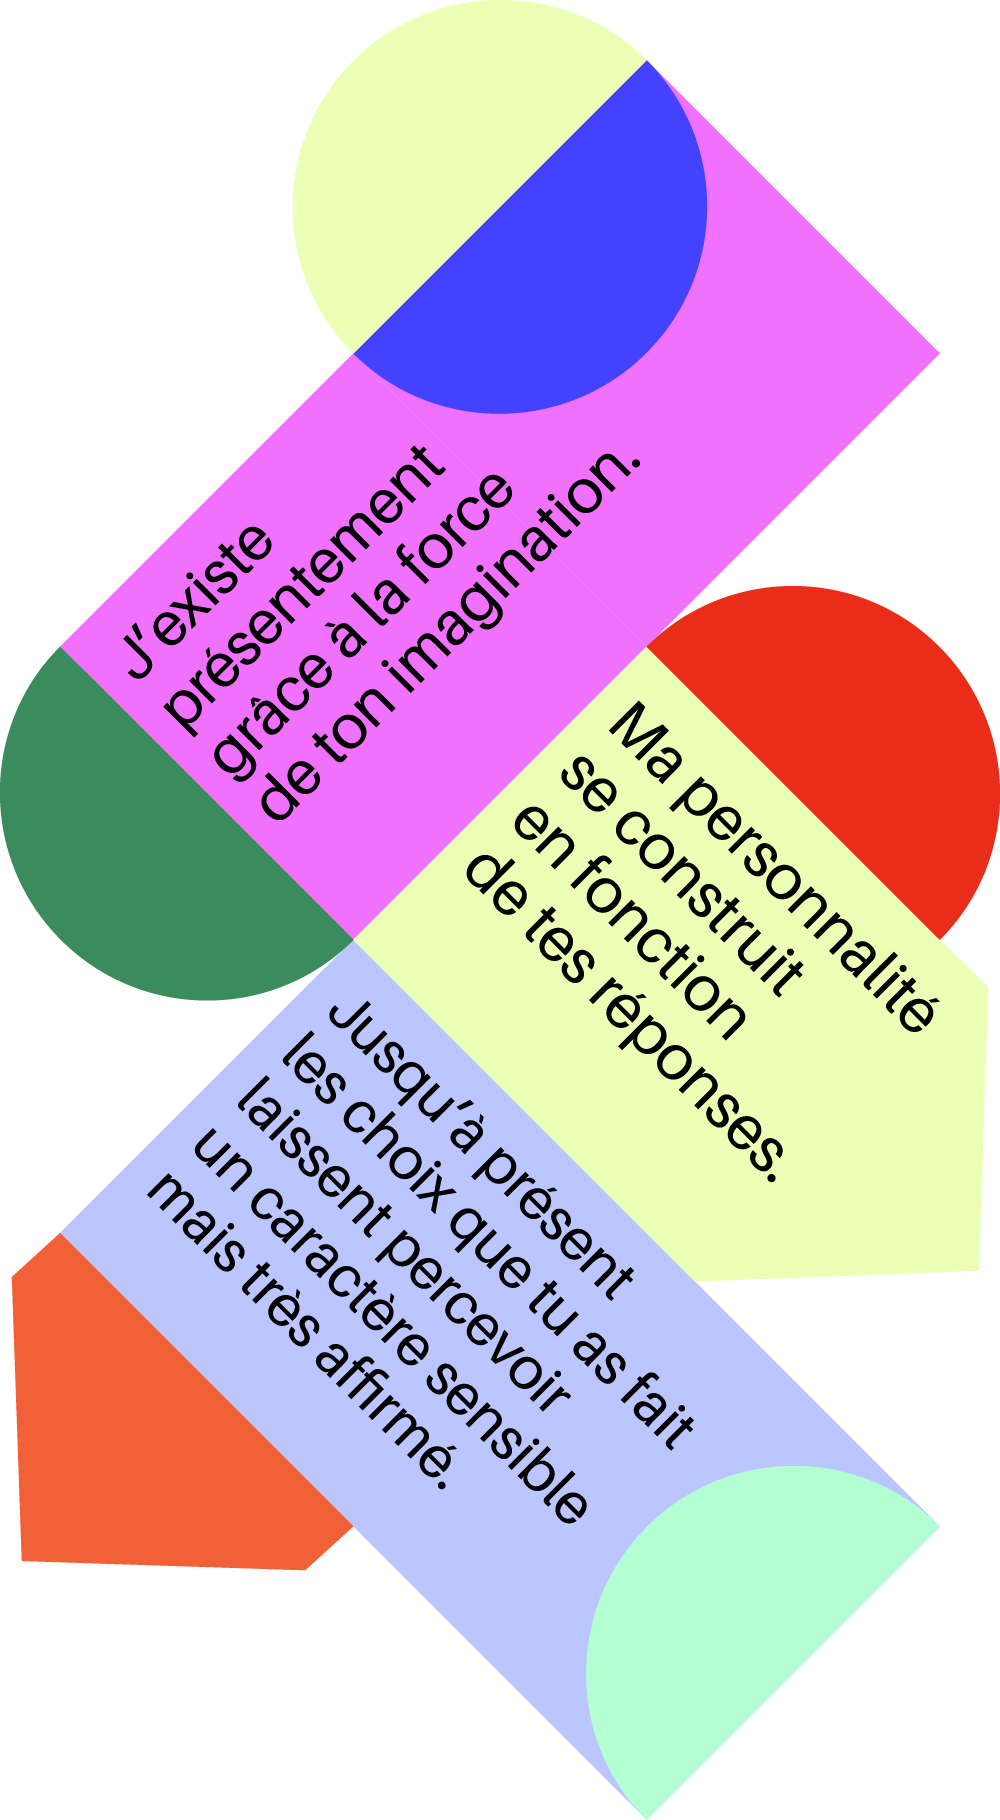 J’existe
présentement
grâce à la force
de ton imagination.
Ma personnalité
se construit
en fonction
de tes réponses.
Jusqu’à présent
les choix que tu as fait
laissent percevoir
un caractère sensible
mais très affirmé.